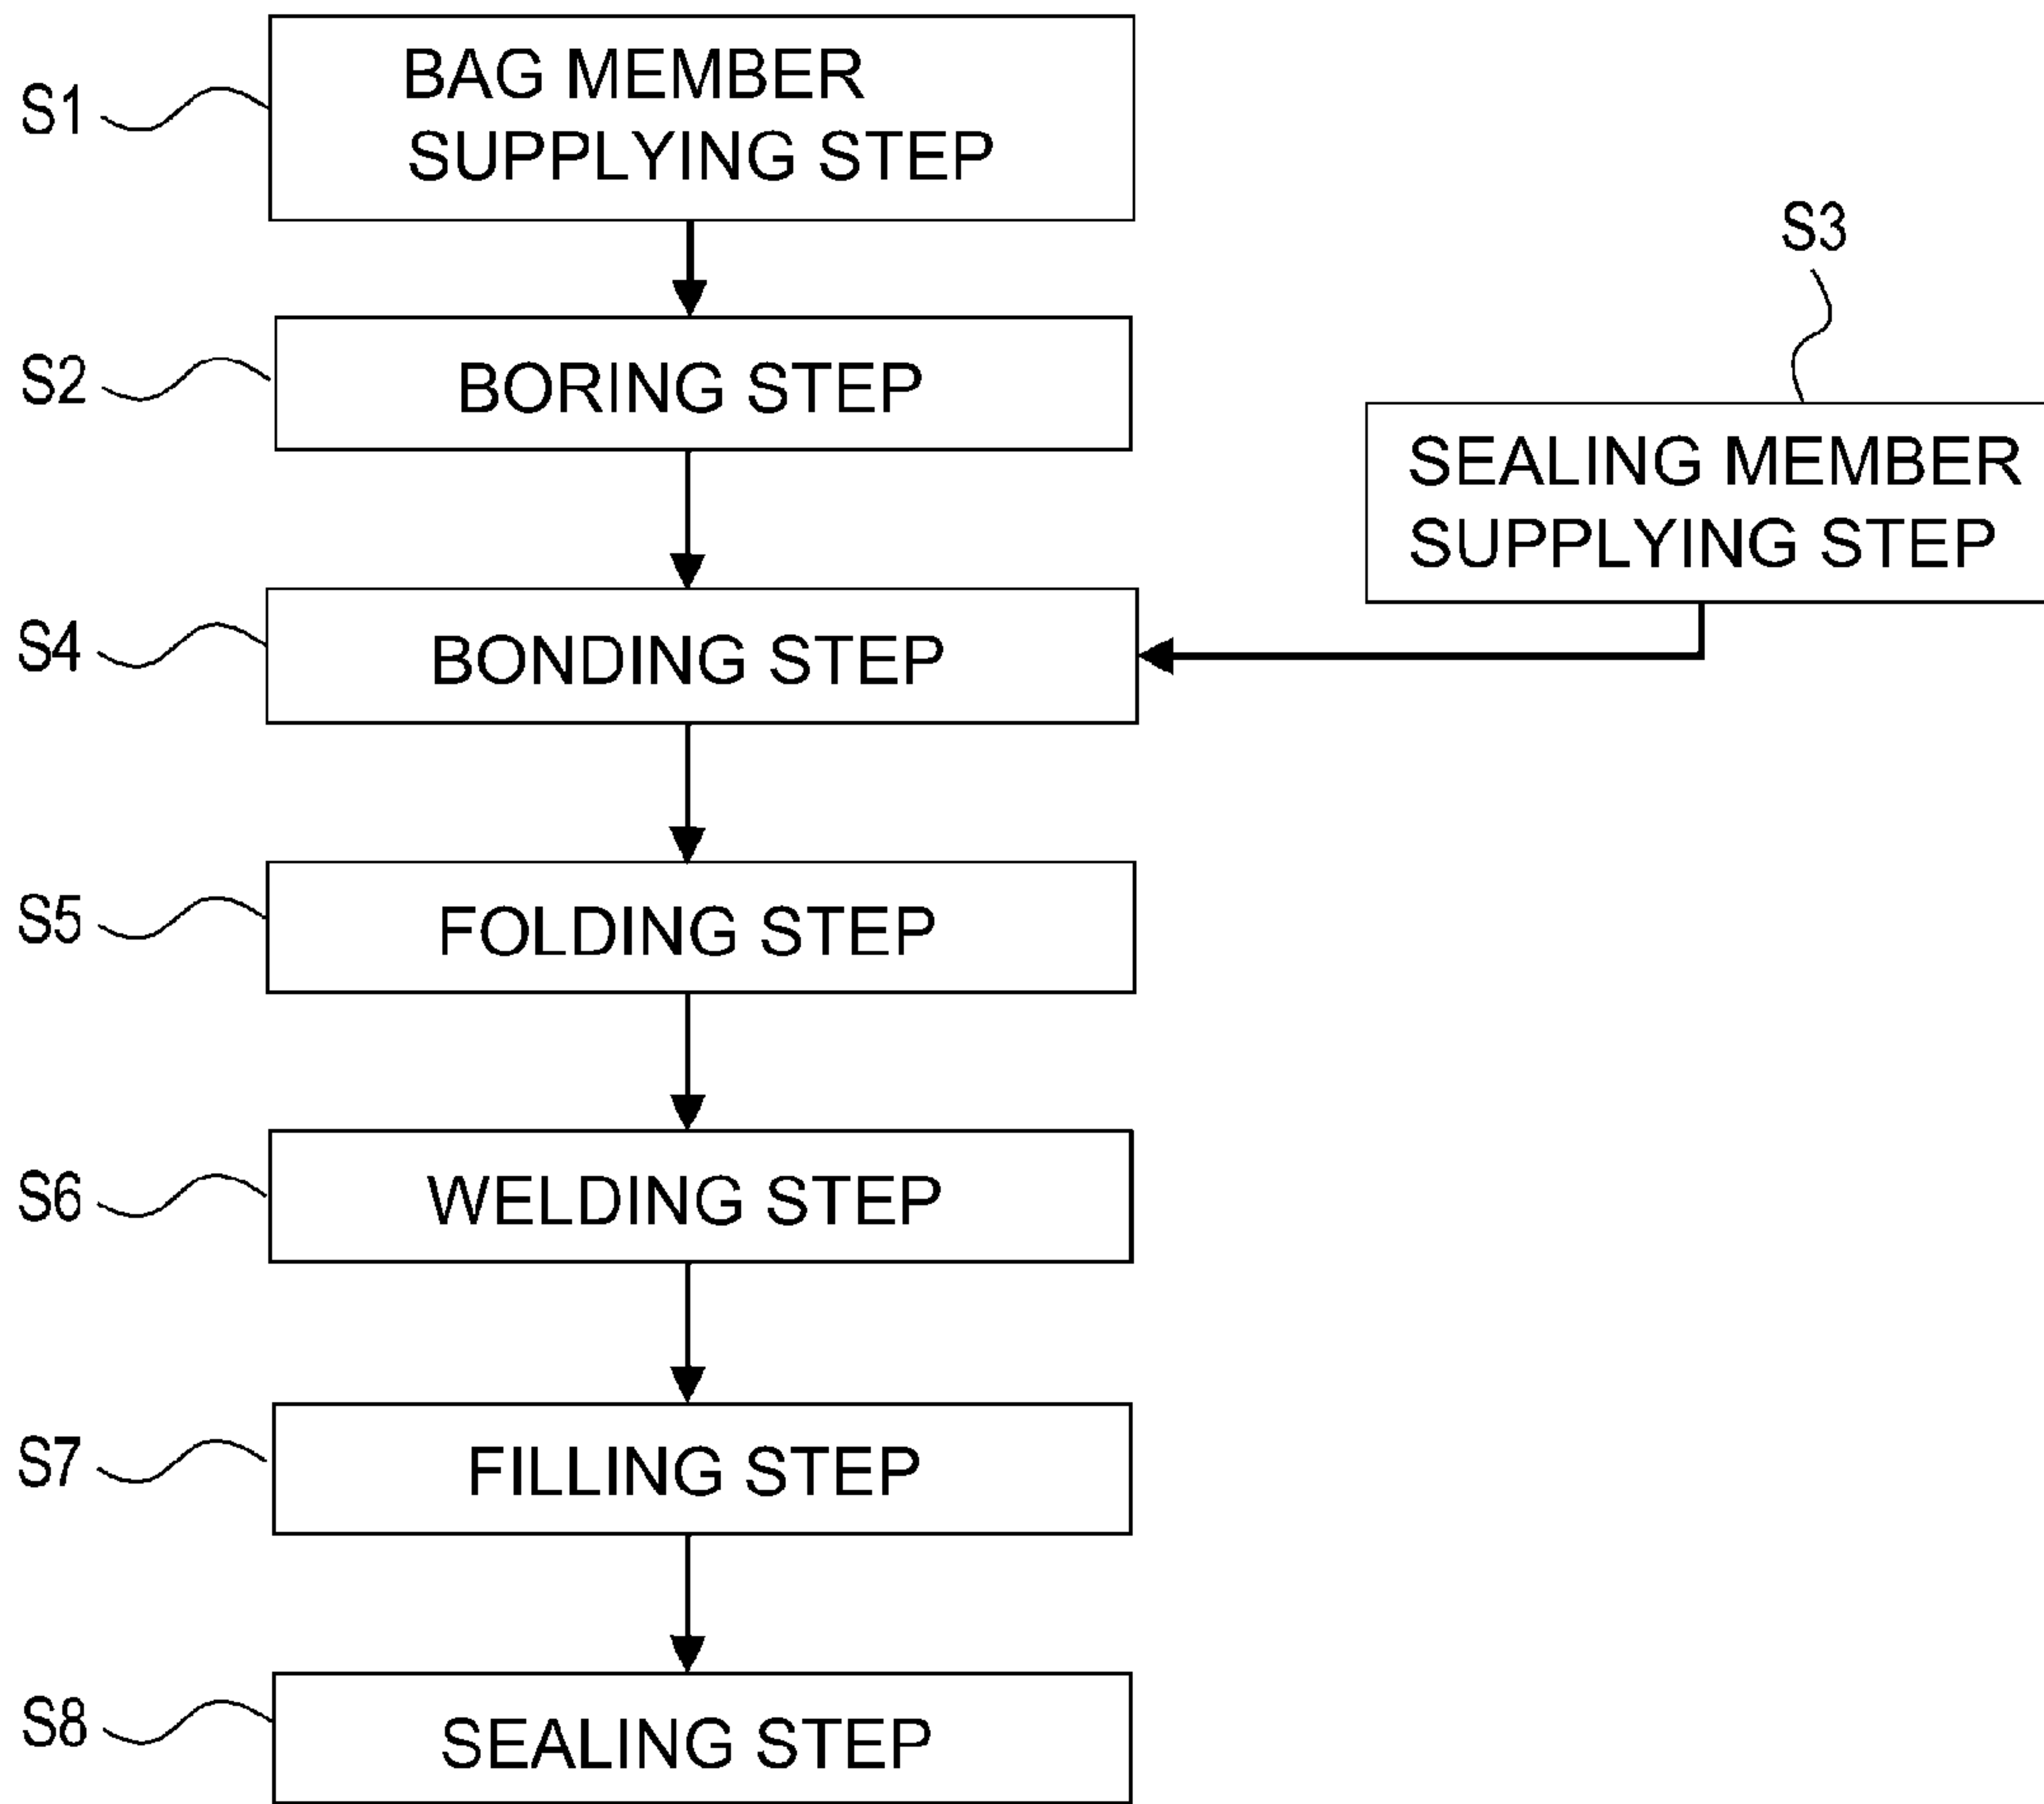 S1
BAG MEMBER
SUPPLYING STEP
S2
BORING STEP
S3
SEALING MEMBER
SUPPLYING STEP
S4
BONDING STEP
S5
FOLDING STEP
S6
WELDING STEP
S7
FILLING STEP
S8
SEALING STEP